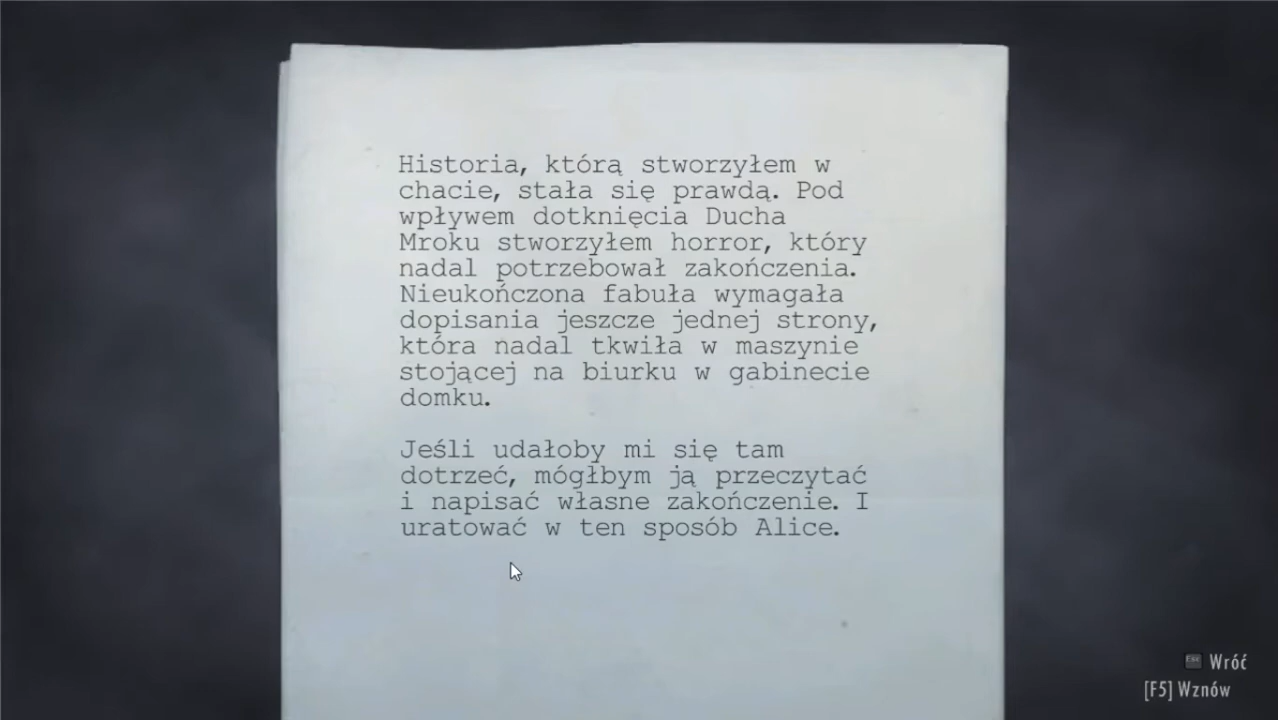 Historia, którą stworzyłem w
chacie, stała się prawdą. Pod
wpływem dotknięcia Ducha
Mroku stworzyłem horror, który
nadal potrzebował zakończenia.
Nieukończona fabuła wymagała
dopisania jeszcze jednej strony,
która nadal tkwiła w maszynie
stojącej na biurku w gabinecie
domku.
Jeśli udałoby mi się tam
dotrzeć, mógłbym ją przeczytać
i napisać własne zakończenie. I
uratować w ten sposób Alice.
Esc Wróć
[F5] Wznów